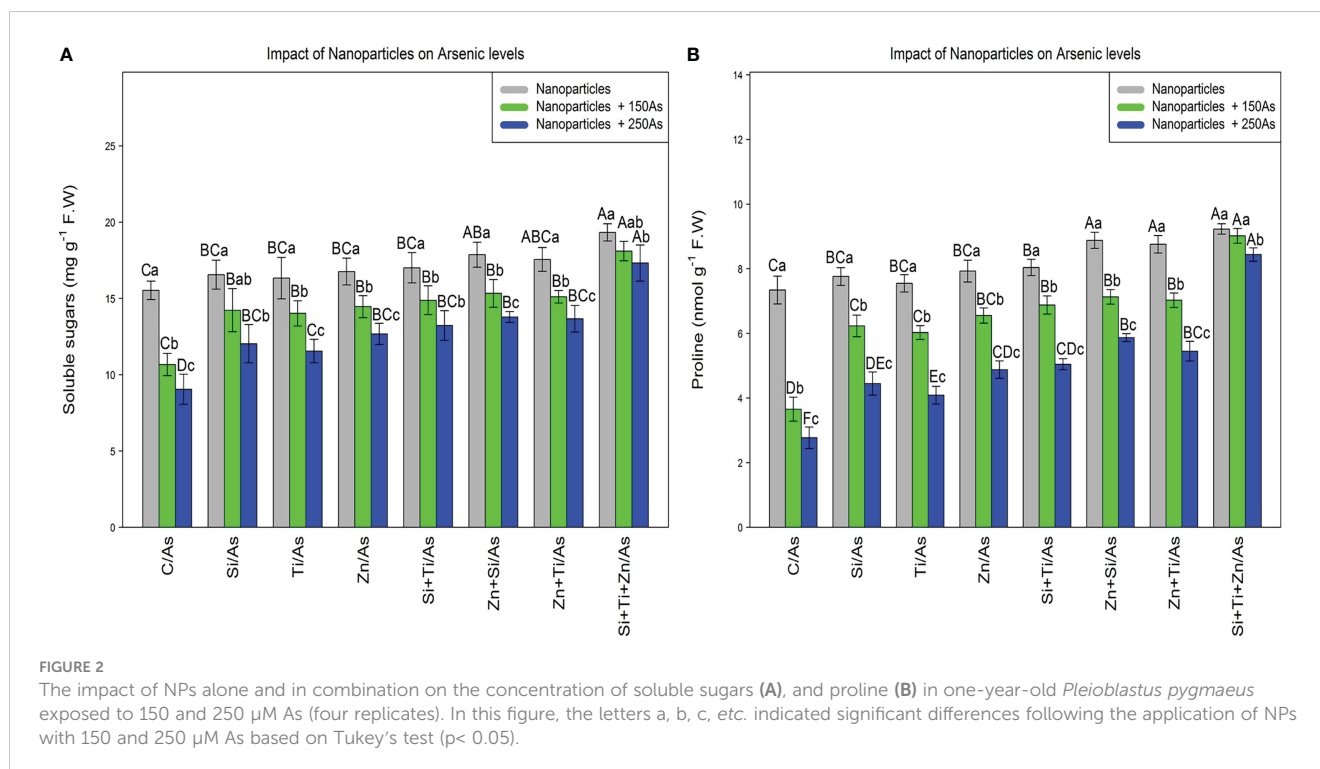 A
Impact of Nanoparticles on Arsenic levels
Nanoparticles
Nanoparticles + 150As
Nanoparticles + 250As
Soluble sugars (mg g⁻¹ F.W)
25
20
15
10
5
0
Ca Cb Dc
BCa Bab BCb
BCa Bb Cc
BCa Bb BCc
BCa Bb BCb
ABa Bb Bc
ABCa Bb BCc
Aa Aab Ab
C/As
Si/As
Ti/As
Zn/As
Si+Ti/As
Zn+Si/As
Zn+Ti/As
Si+Ti+Zn/As
B
Impact of Nanoparticles on Arsenic levels
Nanoparticles
Nanoparticles + 150As
Nanoparticles + 250As
Proline (nmol g⁻¹ F.W)
14
12
10
8
6
4
2
0
Ca Db Fc
BCa Cb DEc
BCa Cb Ec
BCa BCb CDc
Ba Bb CDc
Aa Bb Bc
Aa Bb BCc
Aa Aa Ab
C/As
Si/As
Ti/As
Zn/As
Si+Ti/As
Zn+Si/As
Zn+Ti/As
Si+Ti+Zn/As
FIGURE 2
The impact of NPs alone and in combination on the concentration of soluble sugars (A), and proline (B) in one-year-old Pleioblastus pygmaeus
exposed to 150 and 250 µM As (four replicates). In this figure, the letters a, b, c, etc. indicated significant differences following the application of NPs
with 150 and 250 µM As based on Tukey's test (p< 0.05).